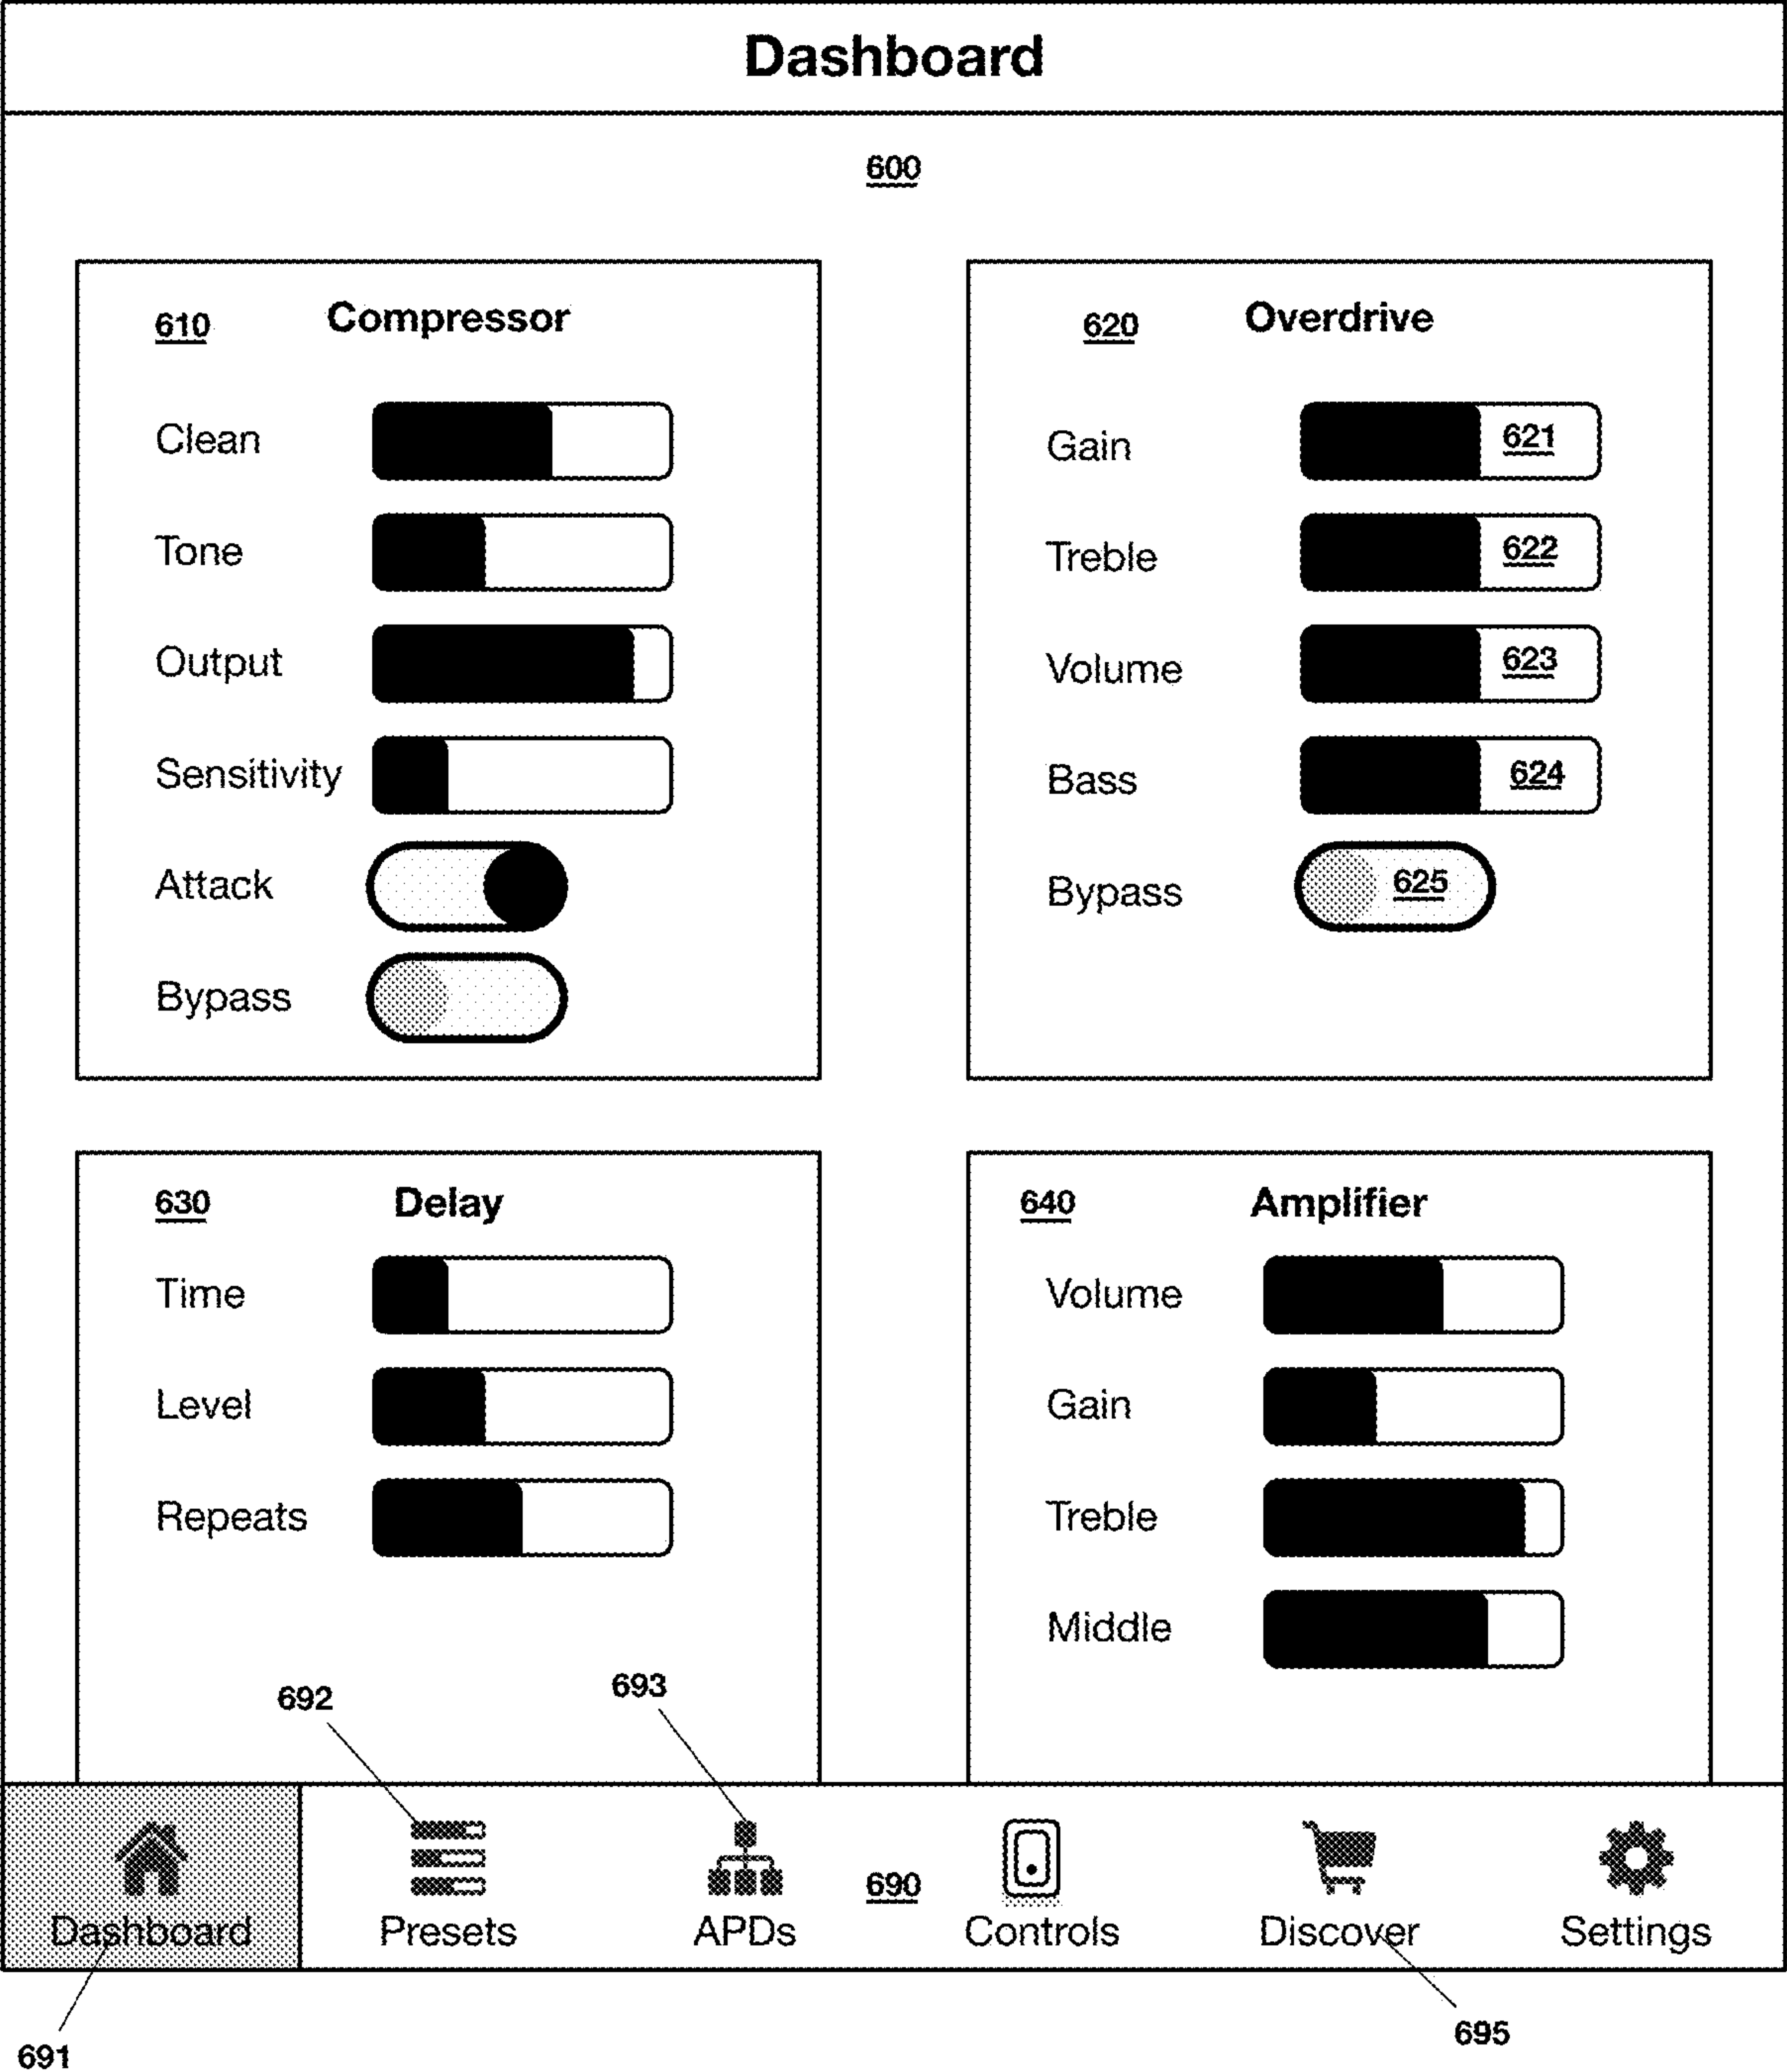 Dashboard
600
610 Compressor
Clean
Tone
Output
Sensitivity
Attack
Bypass
620 Overdrive
Gain 621
Treble 622
Volume 623
Bass 624
Bypass 625
630 Delay
Time
Level
Repeats
692 693
640 Amplifier
Volume
Gain
Treble
Middle
690
Dashboard Presets APDs Controls Discover Settings
691 695